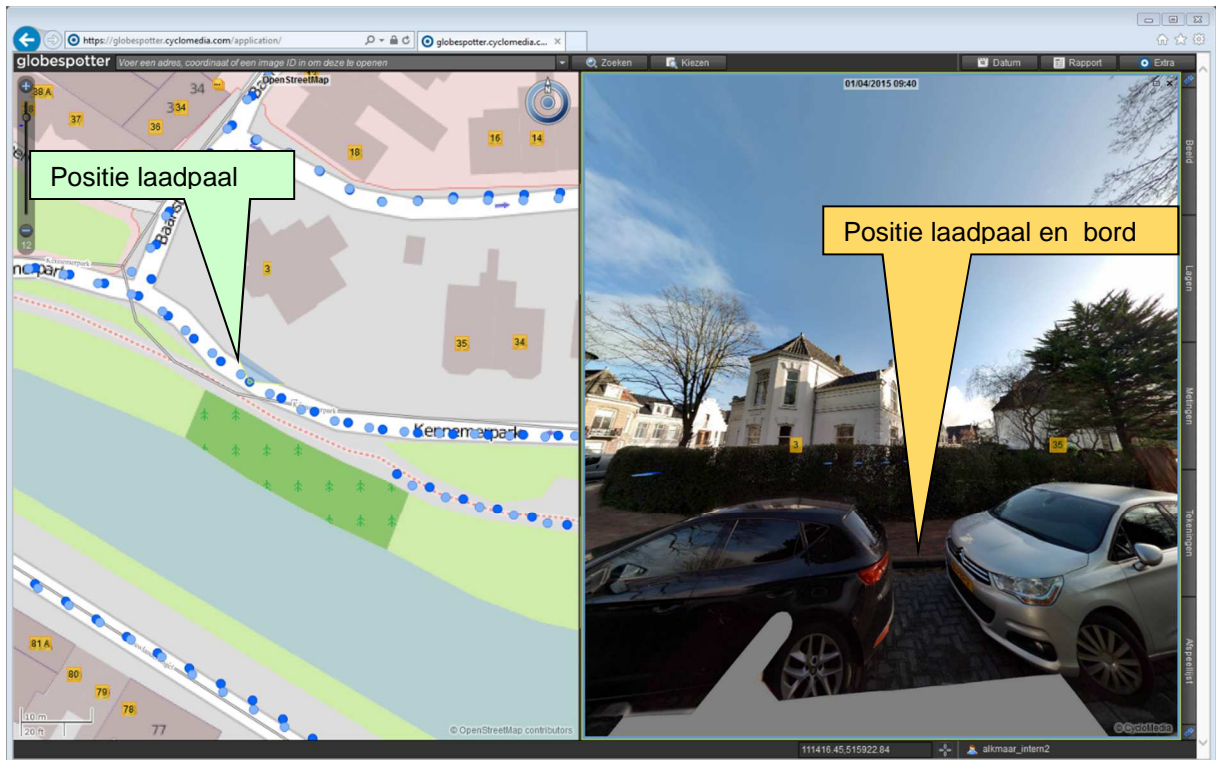 https://globespotter.cyclomedia.com/application/
globespotter.cyclomedia.c...
globespotter
Voer een adres, coordinaat of een image ID in om deze te openen
Zoeken
Kiezen
Datum
Rapport
Extra
OpenStreetMap
N
01/04/2015 09:40
38 A
34
34
37
36
16
14
18
Positie laadpaal
Positie laadpaal en bord
12
Kennemerpark
3
35
34
3
35
Kennemerpark
Kennemerpark
81 A
80
79
78
77
10 m
20 ft
© OpenStreetMap contributors
© CycloMedia
Beeld
Lagen
Metingen
Tekeningen
Afspeellijst
111416.45,515922.84
alkmaar_intern2